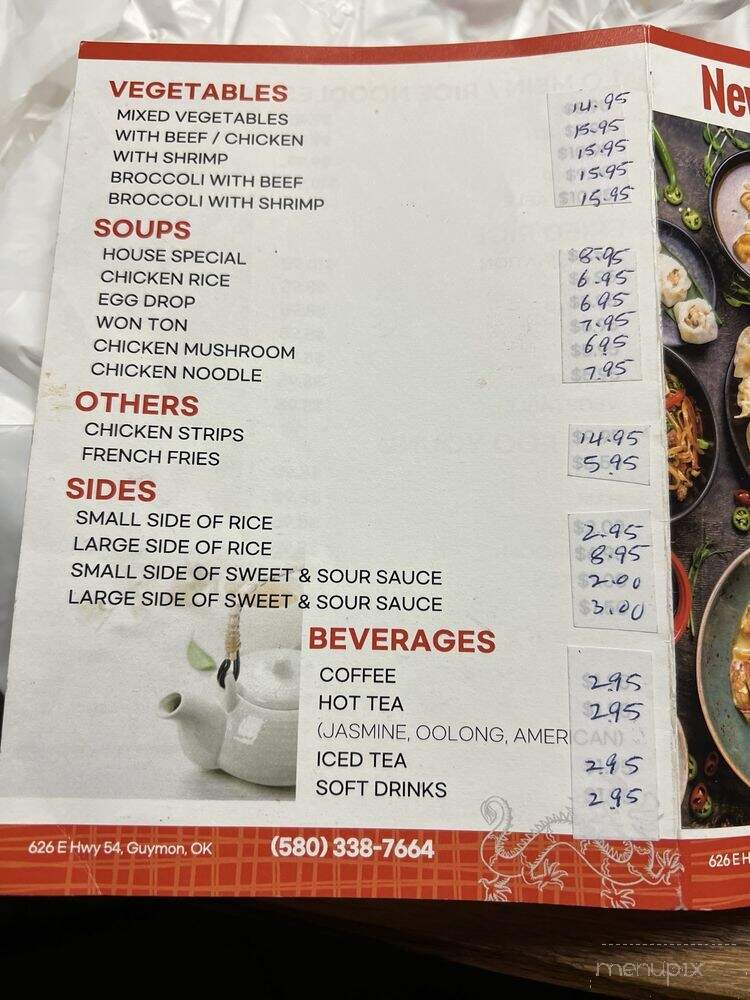 VEGETABLES
MIXED VEGETABLES 14.95
WITH BEEF / CHICKEN 15.95
WITH SHRIMP 15.95
BROCCOLI WITH BEEF 15.95
BROCCOLI WITH SHRIMP 15.95
SOUPS
HOUSE SPECIAL 8.95
CHICKEN RICE 6.95
EGG DROP 6.95
WON TON 7.95
CHICKEN MUSHROOM 695
CHICKEN NOODLE 7.95
OTHERS
CHICKEN STRIPS 14.95
FRENCH FRIES 5.95
SIDES
SMALL SIDE OF RICE 2.95
LARGE SIDE OF RICE 8.95
SMALL SIDE OF SWEET & SOUR SAUCE 2.00
LARGE SIDE OF SWEET & SOUR SAUCE 3.00
BEVERAGES
COFFEE 2.95
HOT TEA 2.95
(JASMINE, OOLONG, AMERICAN)
ICED TEA 2.95
SOFT DRINKS 2.95
626 E Hwy 54, Guymon, OK (580) 338-7664
New
626 E H
menupix